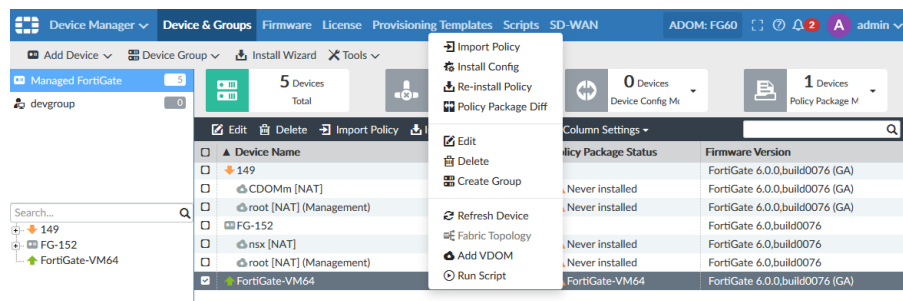 Device Manager Device & Groups Firmware License Provisioning Templates Scripts SD-WAN ADOM: FG60 2 A admin
Add Device Device Group Install Wizard Tools
Managed FortiGate 5
devgroup 0
5 Devices
Total
0 Devices
Device Config Mo
1 Devices
Policy Package M
Edit Delete Import Policy Column Settings
Device Name licy Package Status Firmware Version
149 FortiGate 6.0.0,build0076 (GA)
CDOMm [NAT] Never installed FortiGate 6.0.0,build0076 (GA)
root [NAT] (Management) Never installed FortiGate 6.0.0,build0076 (GA)
FG-152 FortiGate 6.0,build0076
nsx [NAT] Never installed FortiGate 6.0,build0076
root [NAT] (Management) Never installed FortiGate 6.0,build0076
FortiGate-VM64 FortiGate-VM64 FortiGate 6.0.0,build0076 (GA)
Import Policy
Install Config
Re-install Policy
Policy Package Diff
Edit
Delete
Create Group
Refresh Device
Fabric Topology
Add VDOM
Run Script
Search...
149
FG-152
FortiGate-VM64